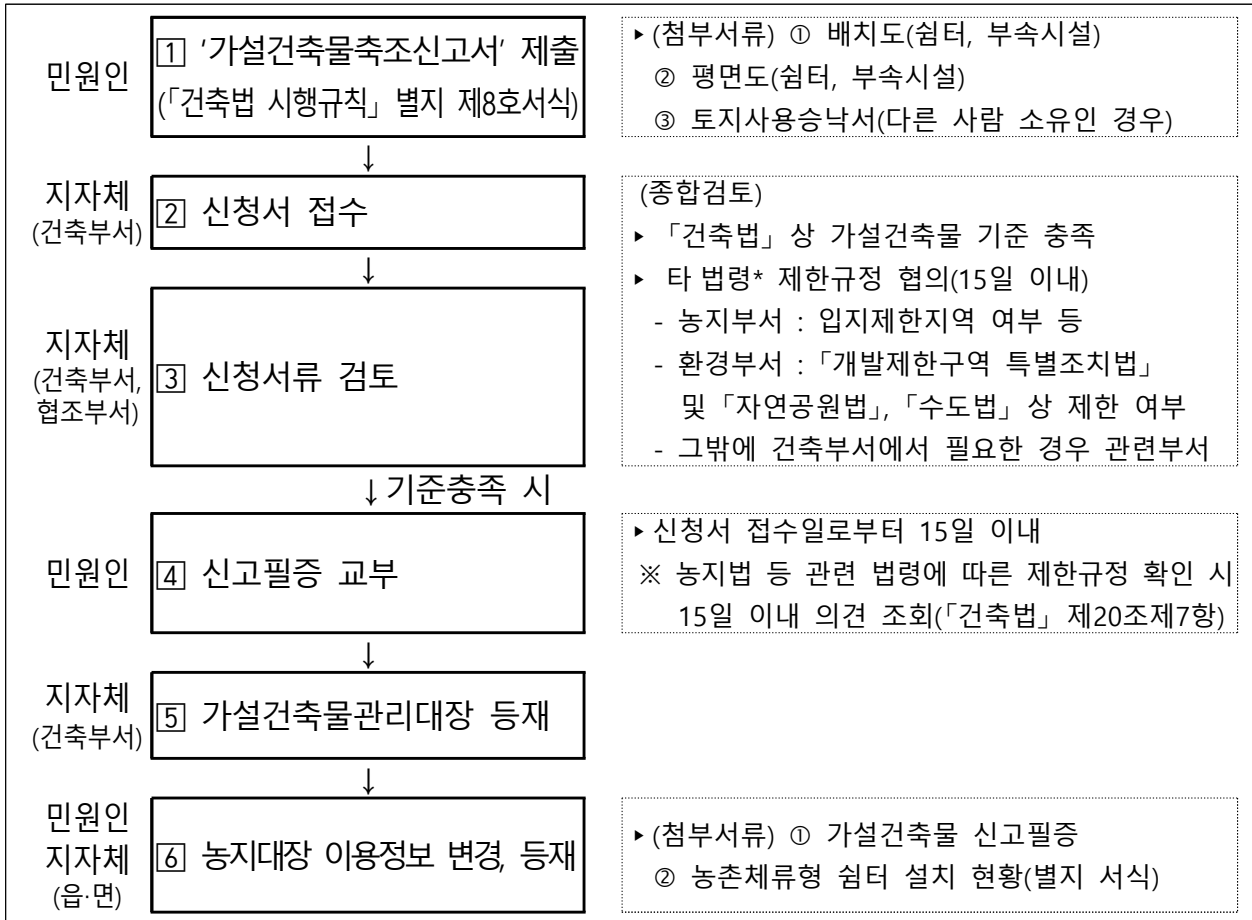 민원인
1 '가설건축물축조신고서' 제출
(「건축법 시행규칙」 별지 제8호서식)
▸(첨부서류) ① 배치도(쉼터, 부속시설)
② 평면도(쉼터, 부속시설)
③ 토지사용승낙서(다른 사람 소유인 경우)
↓
지자체
(건축부서)
2 신청서 접수
↓
지자체
(건축부서,
협조부서)
3 신청서류 검토
(종합검토)
▸「건축법」상 가설건축물 기준 충족
▸ 타 법령* 제한규정 협의(15일 이내)
- 농지부서 : 입지제한지역 여부 등
- 환경부서 :「개발제한구역 특별조치법」
및「자연공원법」,「수도법」상 제한 여부
- 그밖에 건축부서에서 필요한 경우 관련부서
↓기준충족 시
민원인
4 신고필증 교부
▸신청서 접수일로부터 15일 이내
※ 농지법 등 관련 법령에 따른 제한규정 확인 시
15일 이내 의견 조회(「건축법」제20조제7항)
↓
지자체
(건축부서)
5 가설건축물관리대장 등재
↓
민원인
지자체
(읍·면)
6 농지대장 이용정보 변경, 등재
▸(첨부서류) ① 가설건축물 신고필증
② 농촌체류형 쉼터 설치 현황(별지 서식)